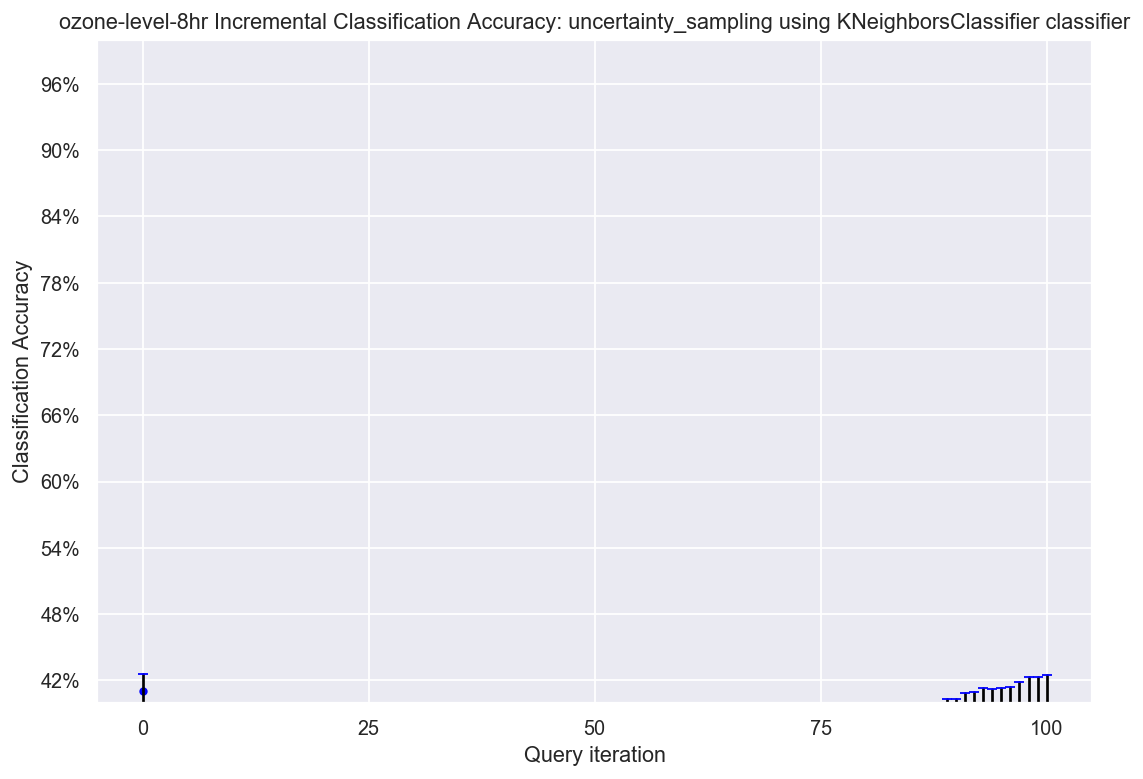 ozone-level-8hr Incremental Classification Accuracy: uncertainty_sampling using KNeighborsClassifier classifier
96%
90%
84%
78%
72%
66%
60%
54%
48%
42%
Classification Accuracy
0 25 50 75 100
Query iteration